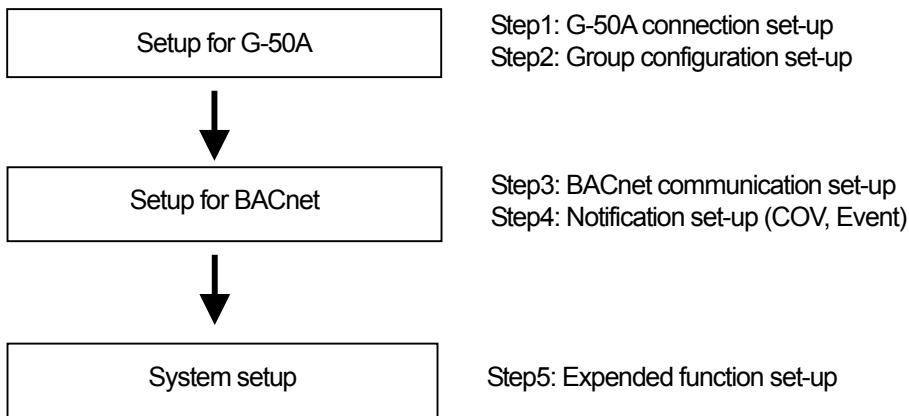 Setup for G-50A
Step1: G-50A connection set-up
Step2: Group configuration set-up
Setup for BACnet
Step3: BACnet communication set-up
Step4: Notification set-up (COV, Event)
System setup
Step5: Expended function set-up